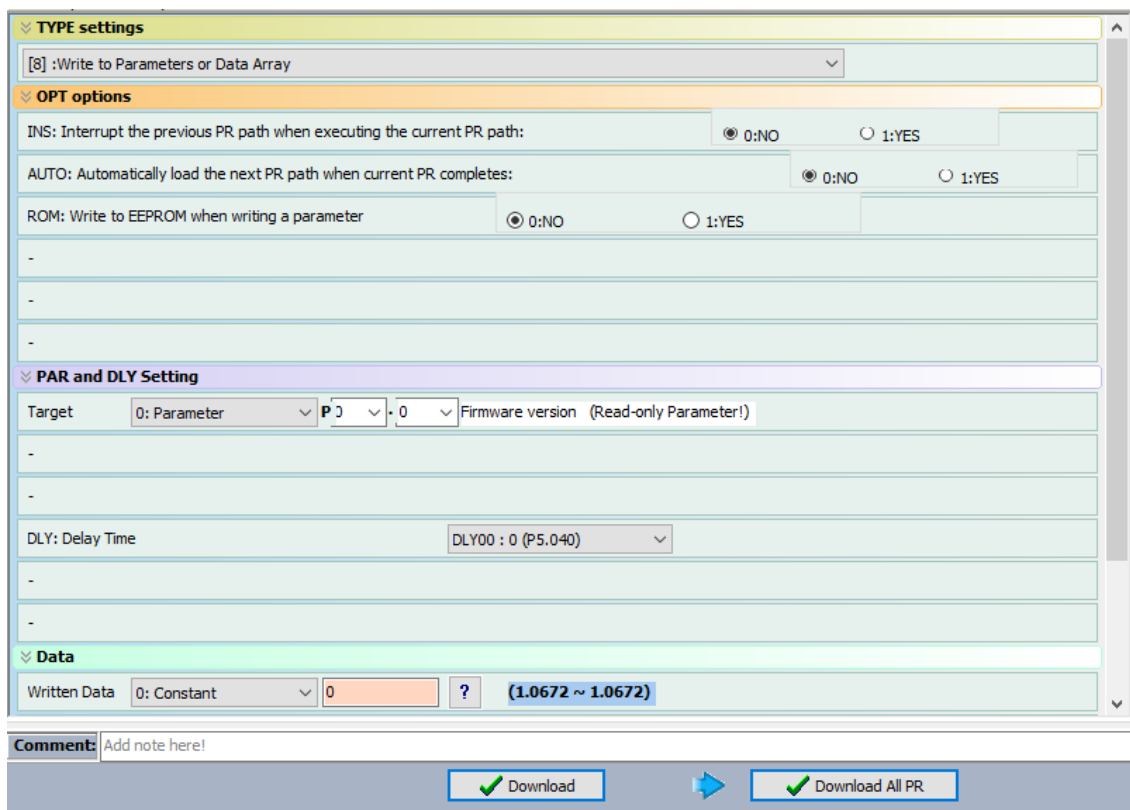 TYPE settings
[8] :Write to Parameters or Data Array
OPT options
INS: Interrupt the previous PR path when executing the current PR path: 0:NO 1:YES
AUTO: Automatically load the next PR path when current PR completes: 0:NO 1:YES
ROM: Write to EEPROM when writing a parameter 0:NO 1:YES
-
-
-
PAR and DLY Setting
Target 0: Parameter P 0 . 0 Firmware version (Read-only Parameter!)
-
-
DLY: Delay Time DLY00 : 0 (P5.040)
-
-
Data
Written Data 0: Constant 0 ? (1.0672 ~ 1.0672)
Comment: Add note here!
Download Download All PR